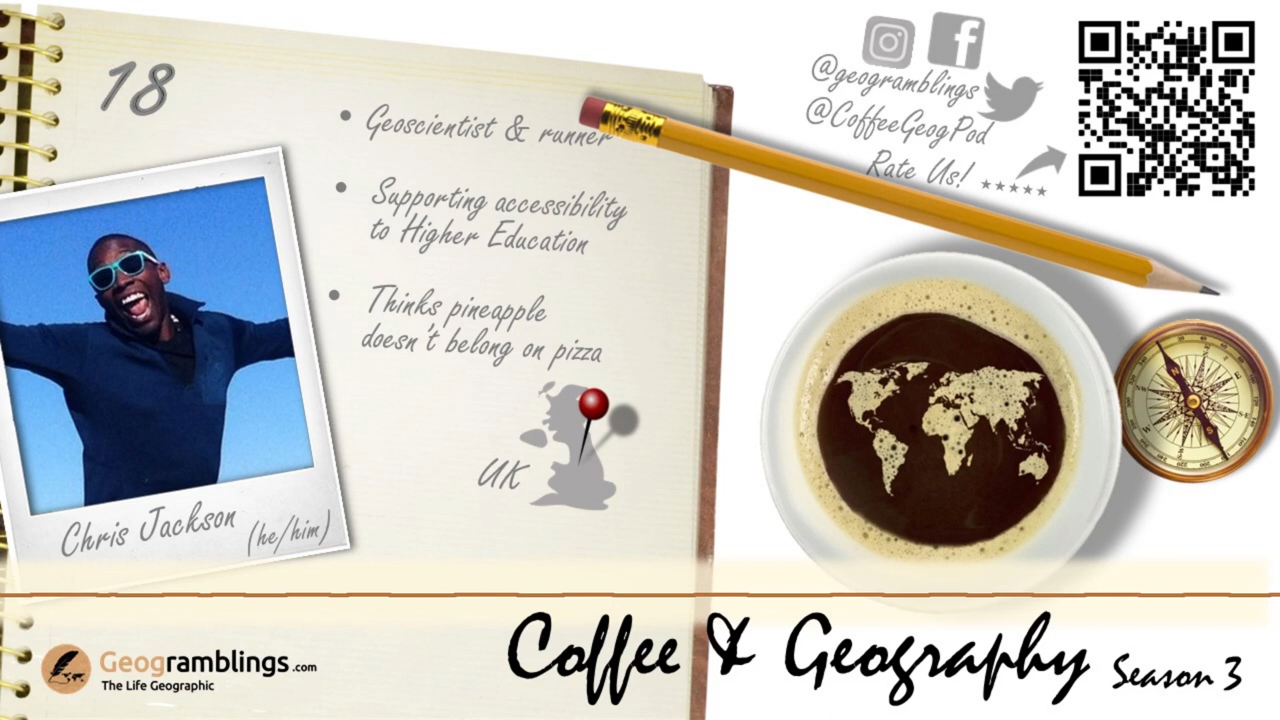 18
Geoscientist & runner
Supporting accessibility
to Higher Education
Thinks pineapple
doesn't belong on pizza
UK
Chris Jackson (he/him)
@geogramblings
@CoffeeGeogPod
Rate Us!
Geogramblings.com
The Life Geographic
Coffee & Geography Season 3